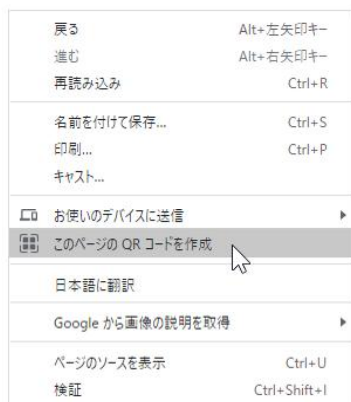 戻る Alt+左矢印キー
進む Alt+右矢印キー
再読み込み Ctrl+R
名前を付けて保存... Ctrl+S
印刷... Ctrl+P
キャスト...
お使いのデバイスに送信
このページの QR コードを作成
日本語に翻訳
Google から画像の説明を取得
ページのソースを表示 Ctrl+U
検証 Ctrl+Shift+I